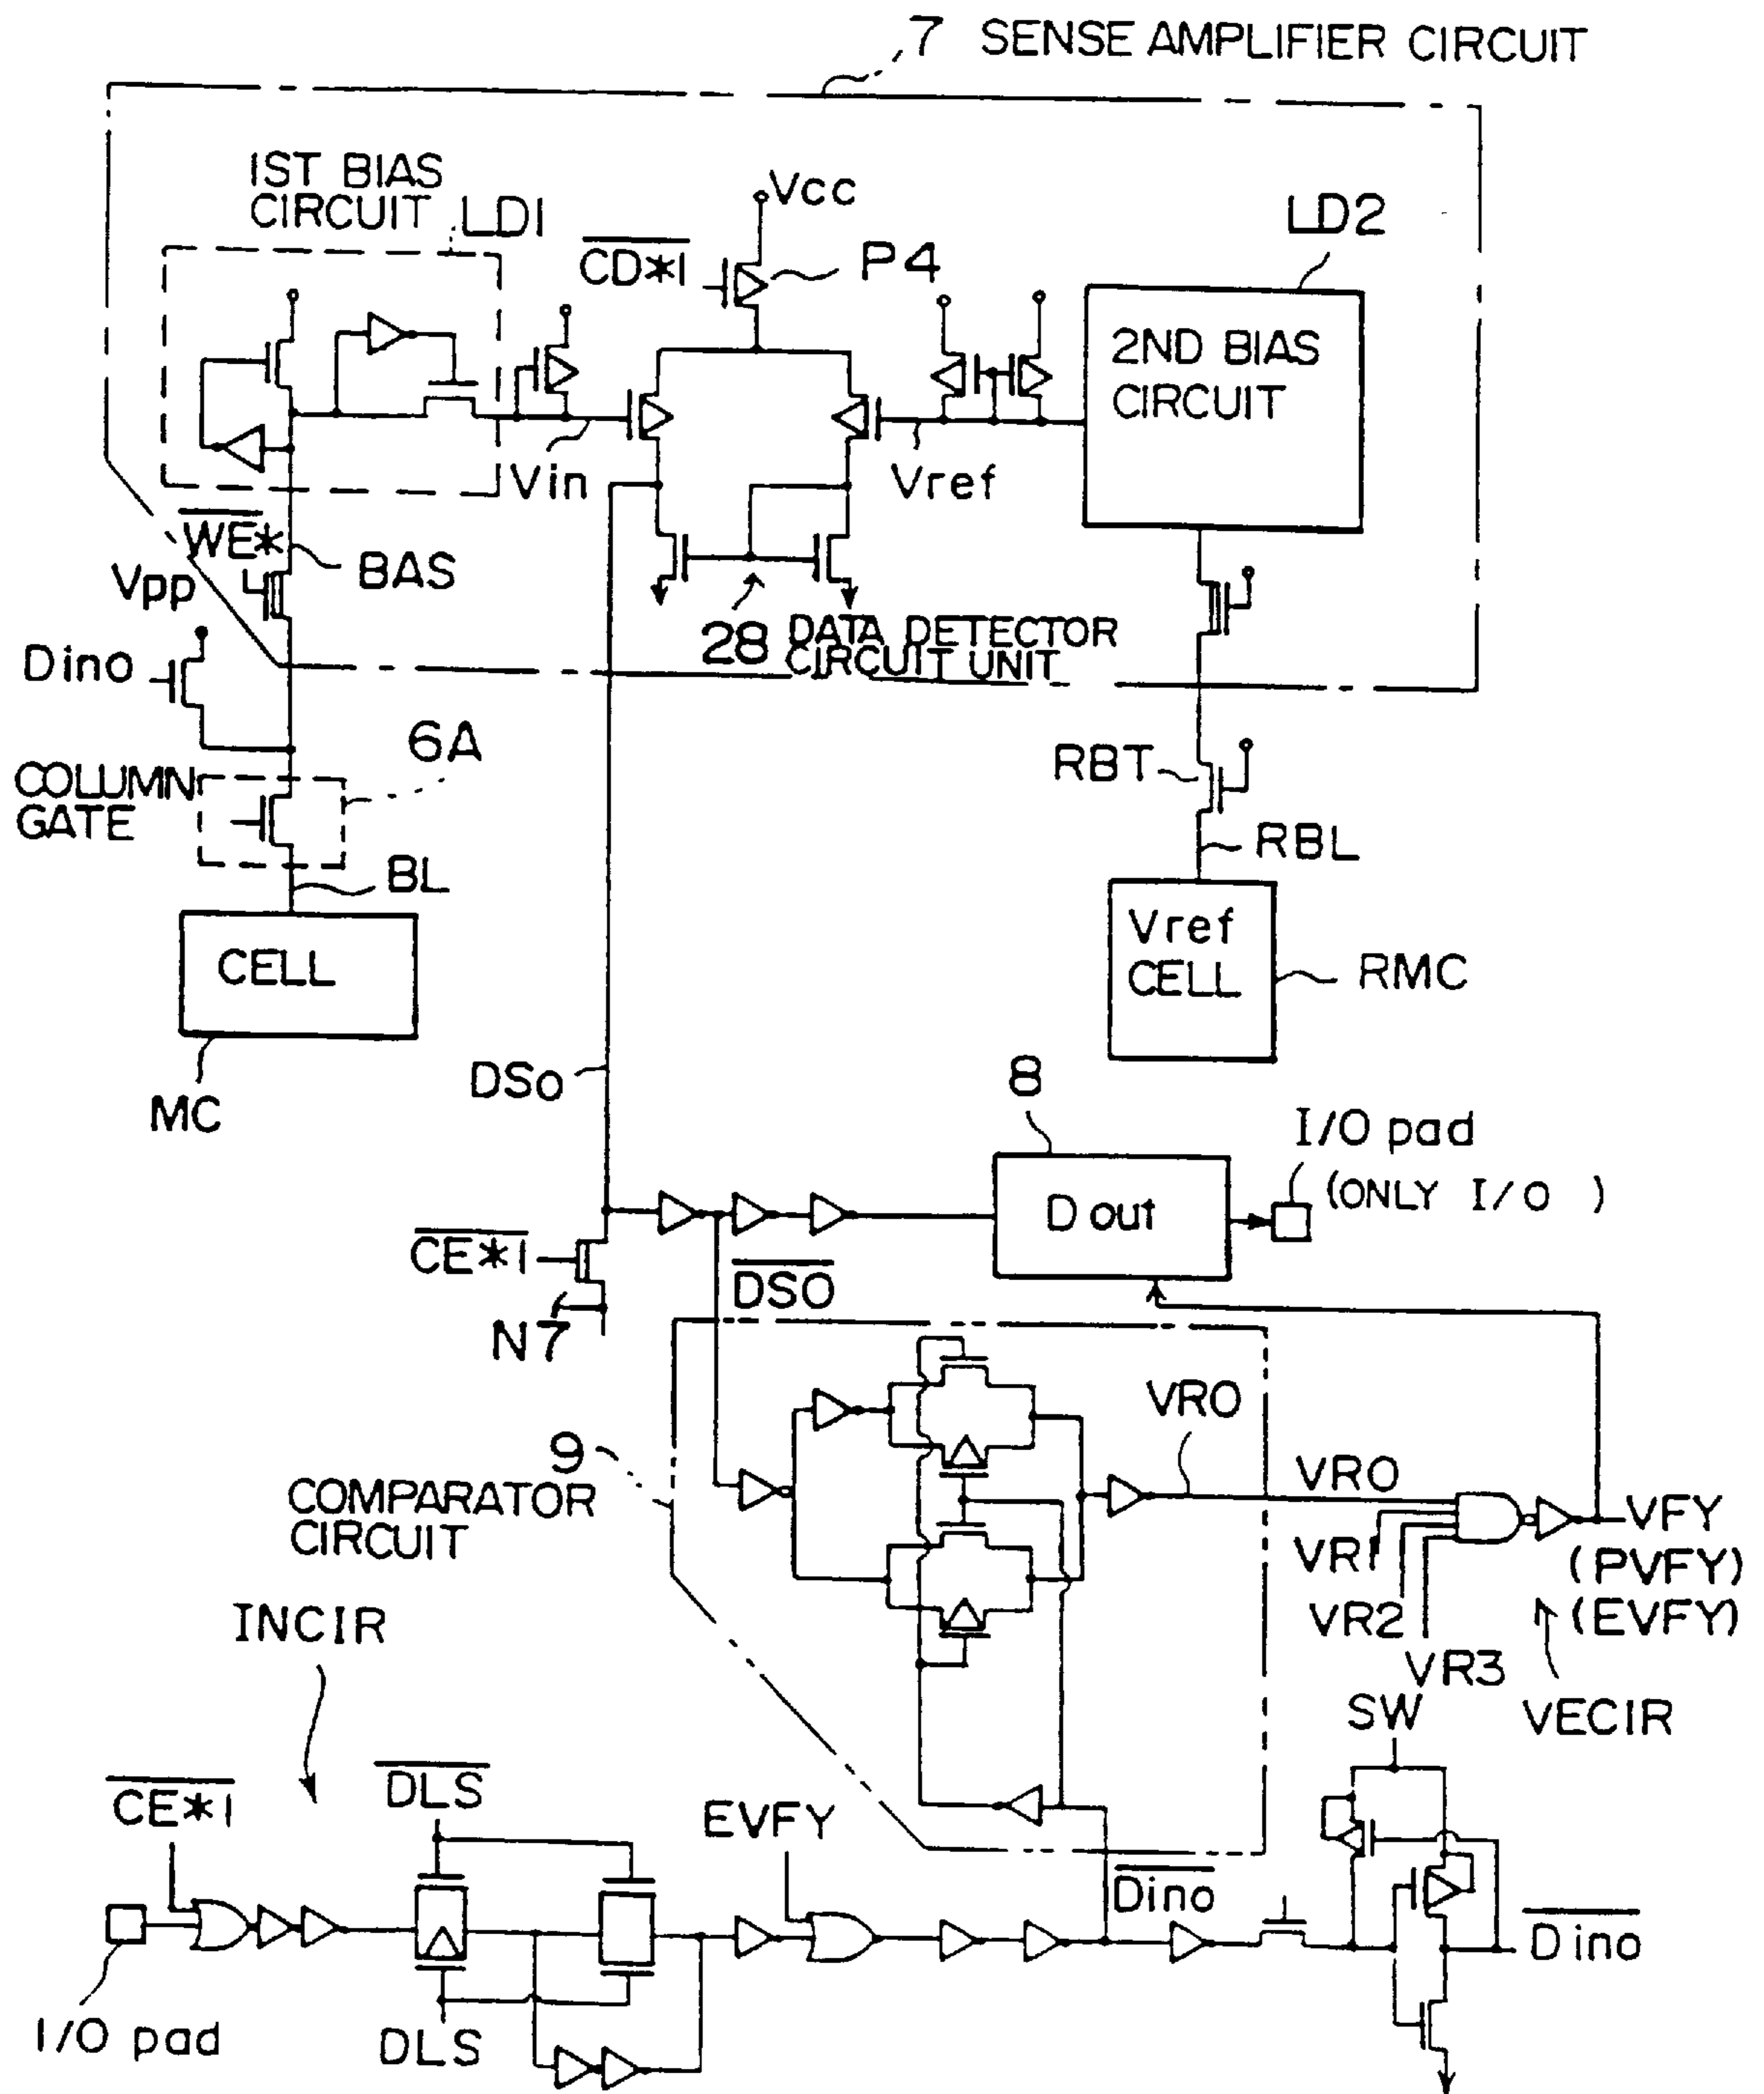 7 SENSE AMPLIFIER CIRCUIT
1ST BIAS
CIRCUIT
LD1
Vcc
CD*1
P4
LD2
2ND BIAS
CIRCUIT
Vin
Vref
WE*
BAS
Vpp
28 DATA DETECTOR
CIRCUIT UNIT
Dino
6A
COLUMN
GATE
RBT
RBL
BL
CELL
Vref
CELL
RMC
MC
DSo
8
I/O pad
(ONLY I/O )
Dout
CE*1
DSO
N7
VRO
9
COMPARATOR
CIRCUIT
VRO
VR1
VR2
VR3
VFY
(PVFY)
(EVFY)
VECIR
INCIR
SW
CE*1
DLS
EVFY
Dino
Dino
I/O pad
DLS